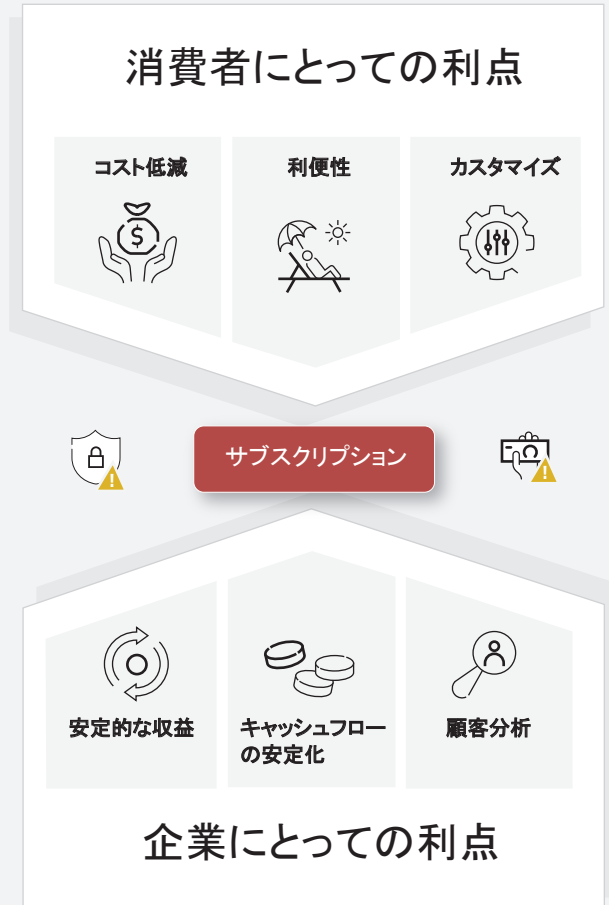 消費者にとっての利点
コスト低減
利便性
カスタマイズ
サブスクリプション
安定的な収益
キャッシュフロー
の安定化
顧客分析
企業にとっての利点